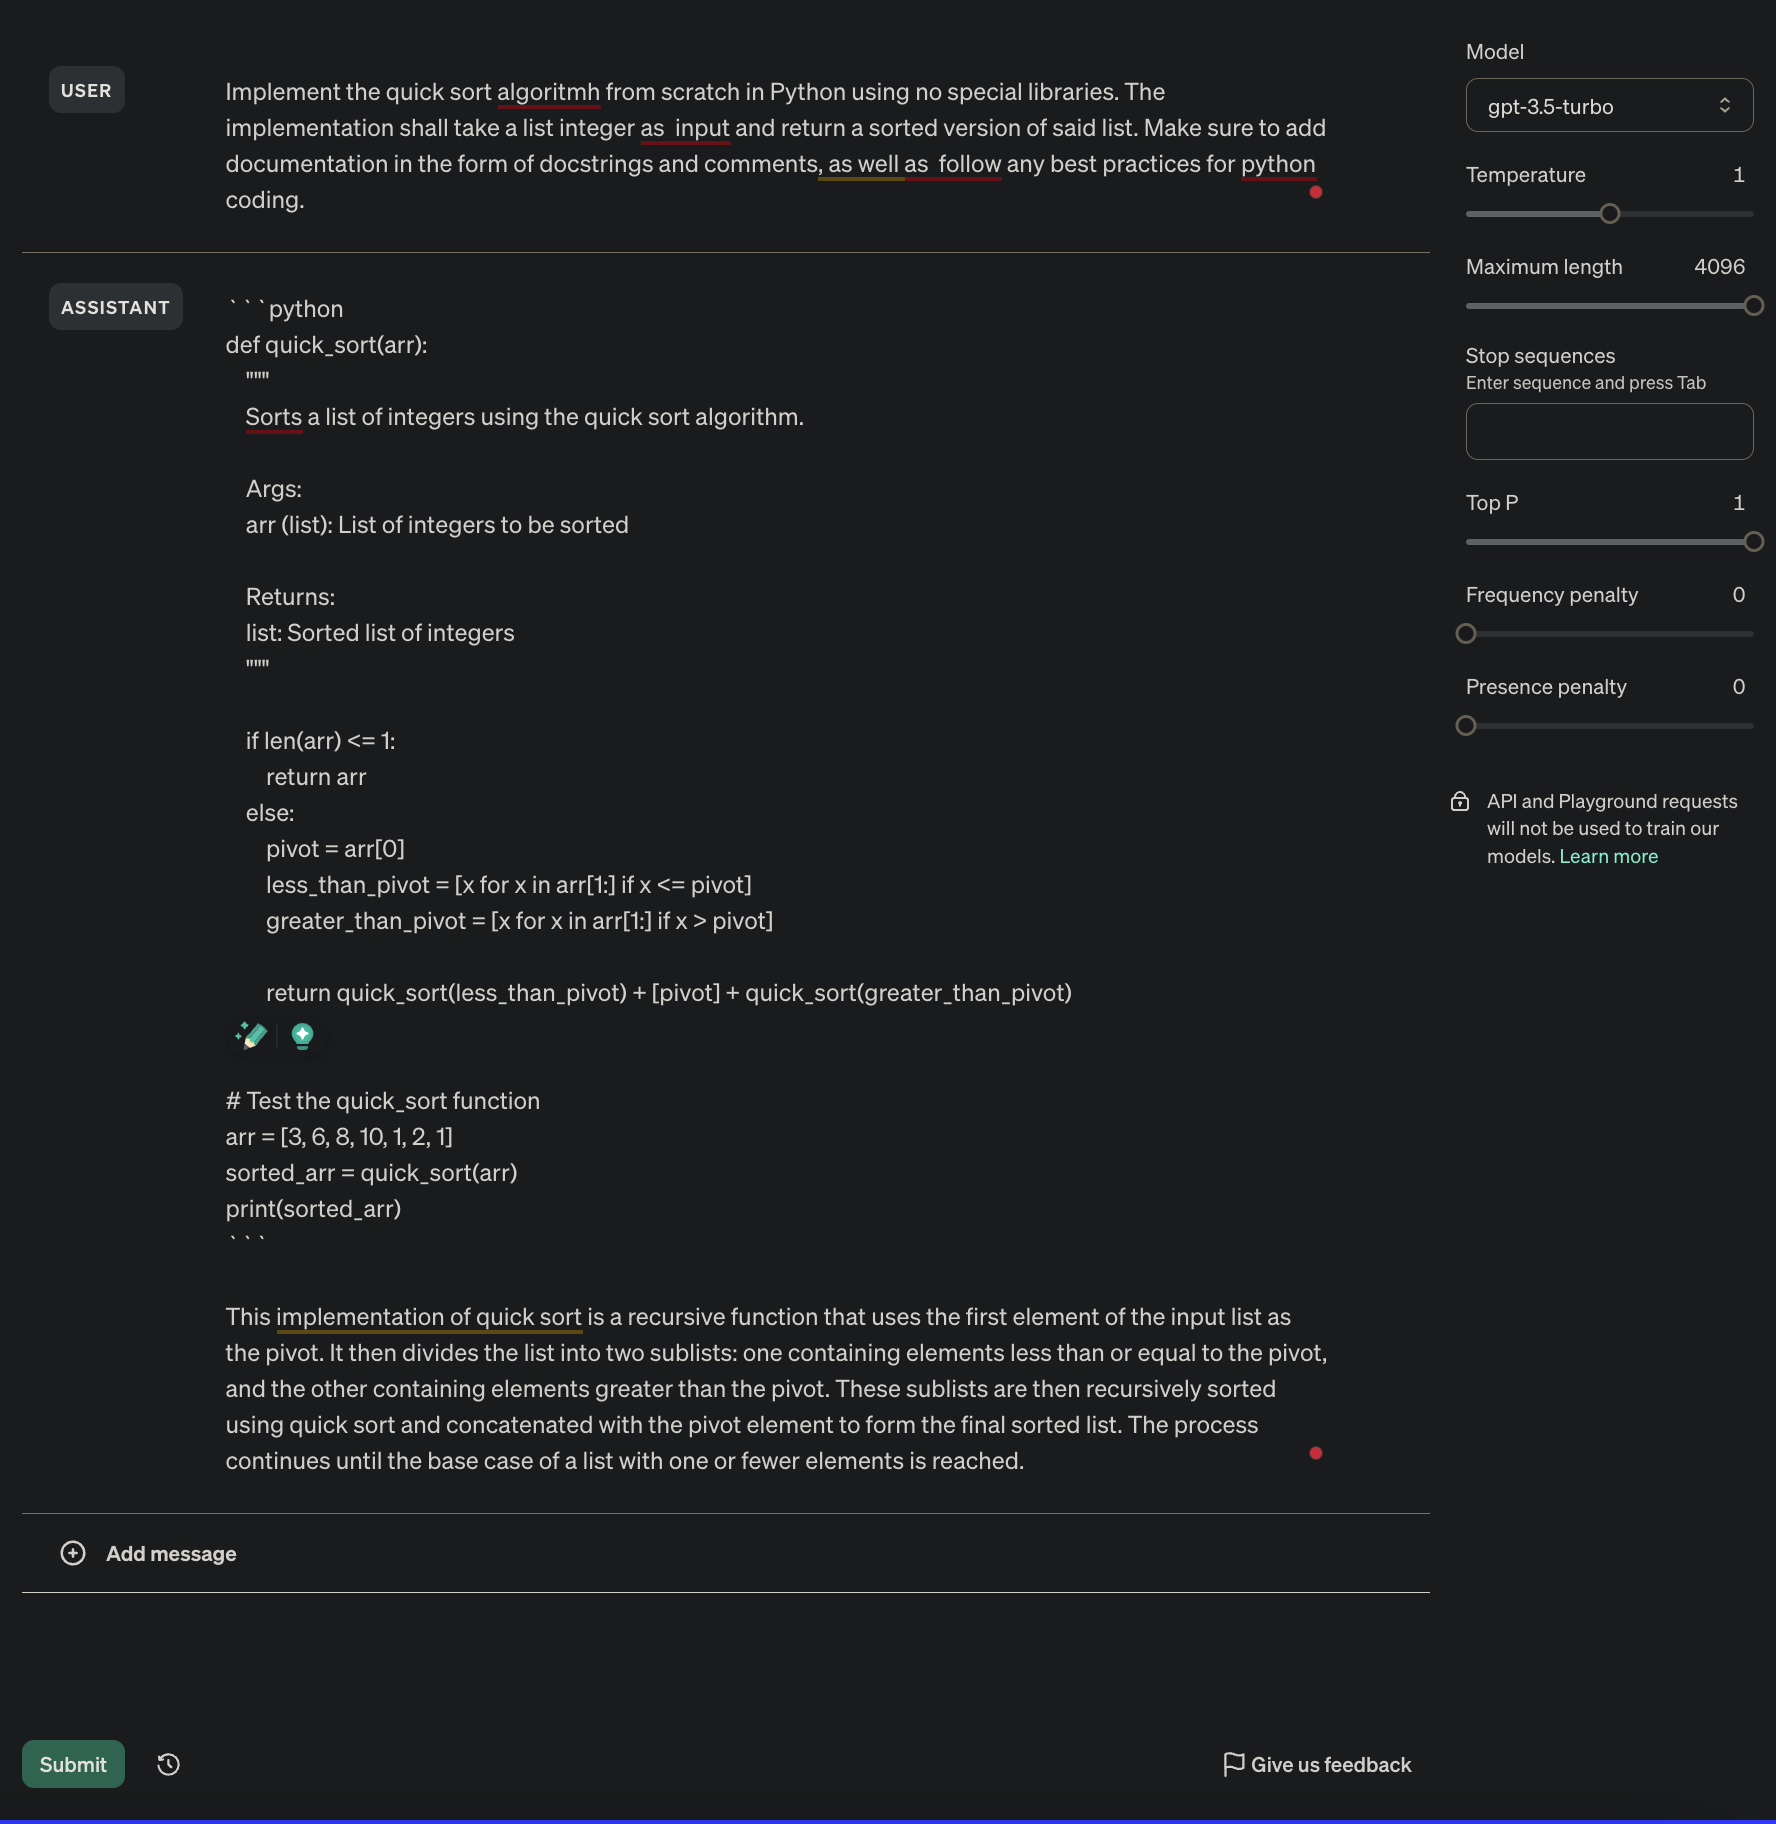 USER
Implement the quick sort algoritmh from scratch in Python using no special libraries. The
implementation shall take a list integer as  input and return a sorted version of said list. Make sure to add
documentation in the form of docstrings and comments, as well as  follow any best practices for python
coding.
ASSISTANT
```python
def quick_sort(arr):
    """
    Sorts a list of integers using the quick sort algorithm.

    Args:
    arr (list): List of integers to be sorted

    Returns:
    list: Sorted list of integers
    """

    if len(arr) <= 1:
        return arr
    else:
        pivot = arr[0]
        less_than_pivot = [x for x in arr[1:] if x <= pivot]
        greater_than_pivot = [x for x in arr[1:] if x > pivot]

        return quick_sort(less_than_pivot) + [pivot] + quick_sort(greater_than_pivot)

# Test the quick_sort function
arr = [3, 6, 8, 10, 1, 2, 1]
sorted_arr = quick_sort(arr)
print(sorted_arr)
```

This implementation of quick sort is a recursive function that uses the first element of the input list as
the pivot. It then divides the list into two sublists: one containing elements less than or equal to the pivot,
and the other containing elements greater than the pivot. These sublists are then recursively sorted
using quick sort and concatenated with the pivot element to form the final sorted list. The process
continues until the base case of a list with one or fewer elements is reached.
Add message
Submit
Give us feedback
Model
gpt-3.5-turbo
Temperature 1
Maximum length 4096
Stop sequences
Enter sequence and press Tab
Top P 1
Frequency penalty 0
Presence penalty 0
API and Playground requests
will not be used to train our
models. Learn more